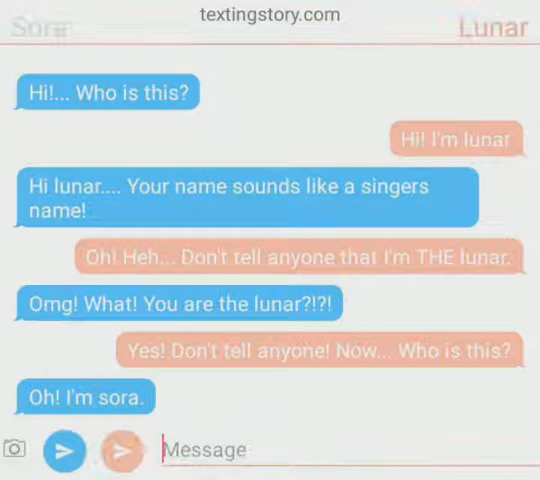 textingstory.com
Sora
Lunar
Hi!... Who is this?
Hi! I'm lunar
Hi lunar.... Your name sounds like a singers
name!
Oh! Heh... Don't tell anyone that I'm THE lunar.
Omg! What! You are the lunar?!?!
Yes! Don't tell anyone! Now... Who is this?
Oh! I'm sora.
Message